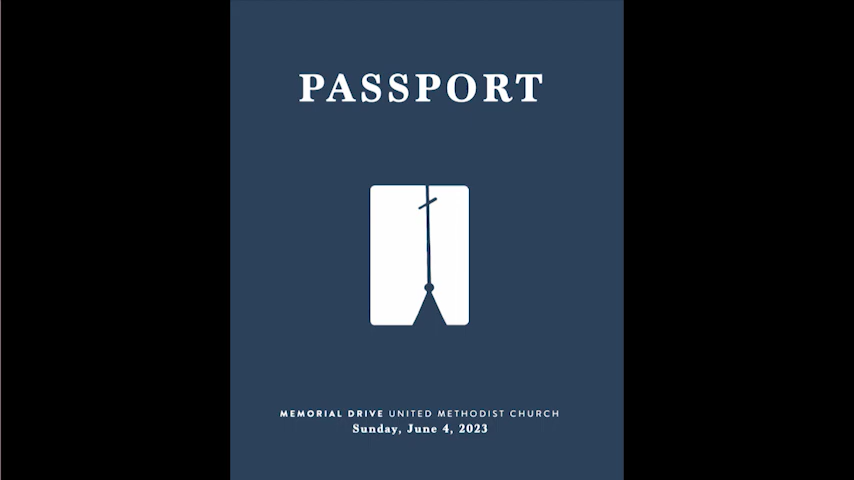 PASSPORT
MEMORIAL DRIVE UNITED METHODIST CHURCH
Sunday, June 4, 2023